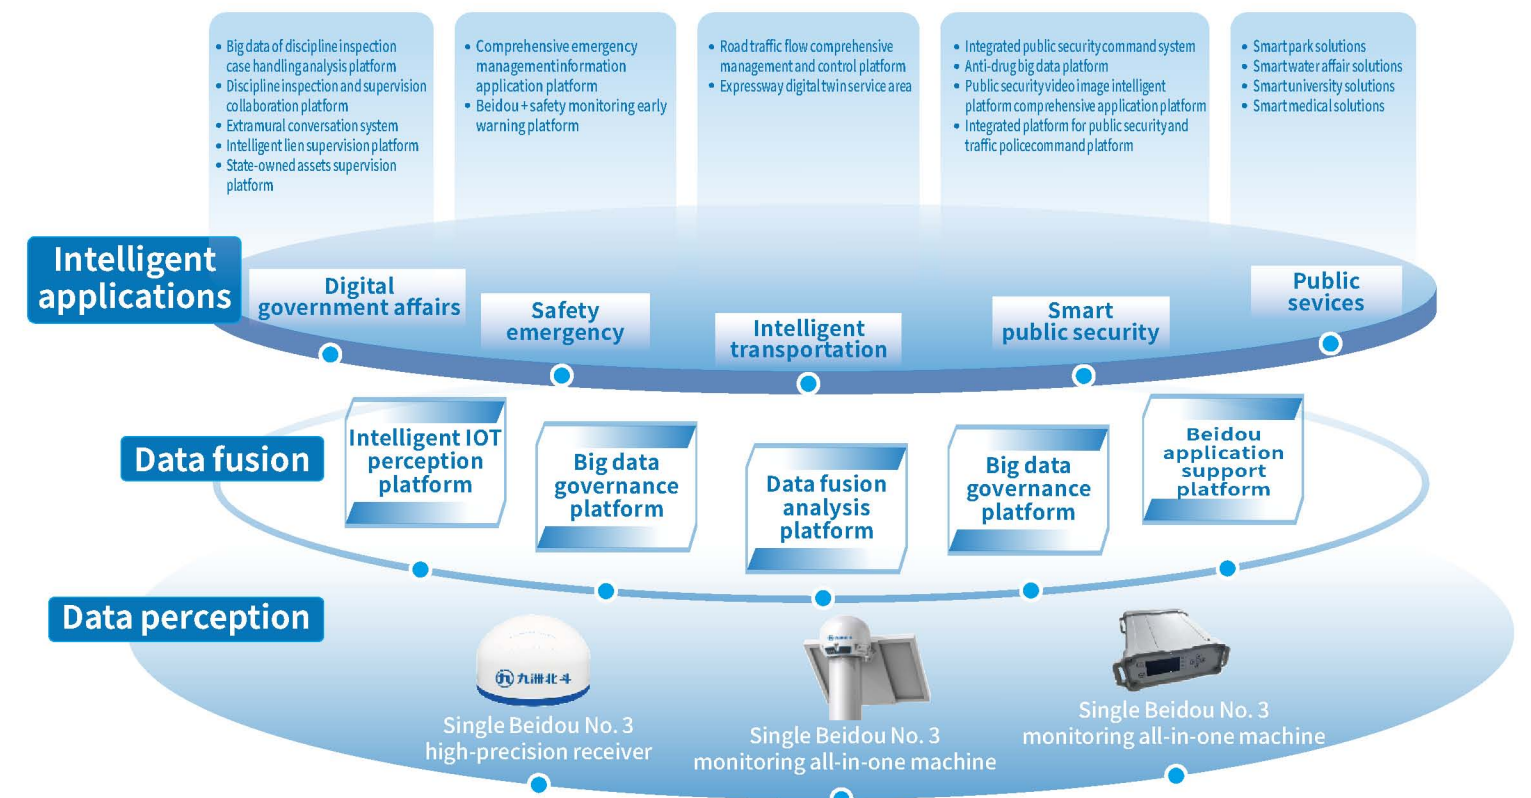 • Big data of discipline inspection
case handling analysis platform
• Discipline inspection and supervision
collaboration platform
• Extramural conversation system
• Intelligent lien supervision platform
• State-owned assets supervision
platform
• Comprehensive emergency
management information
application platform
• Beidou + safety monitoring early
warning platform
• Road traffic flow comprehensive
management and control platform
• Expressway digital twin service area
• Integrated public security command system
• Anti-drug big data platform
• Public security video image intelligent
platform comprehensive application platform
• Integrated platform for public security and
traffic police command platform
• Smart park solutions
• Smart water affair solutions
• Smart university solutions
• Smart medical solutions
Intelligent
applications
Digital
government affairs
Safety
emergency
Intelligent
transportation
Smart
public security
Public
sevices
Data fusion
Intelligent IOT
perception
platform
Big data
governance
platform
Data fusion
analysis
platform
Big data
governance
platform
Beidou
application
support
platform
Data perception
九洲北斗
Single Beidou No. 3
high-precision receiver
Single Beidou No. 3
monitoring all-in-one machine
Single Beidou No. 3
monitoring all-in-one machine